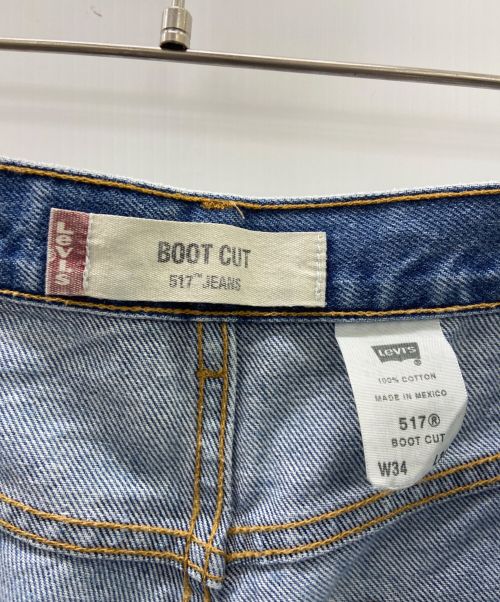 LEVI'S
BOOT CUT
517™ JEANS
LEVI'S
®
100% COTTON
MADE IN MEXICO
517®
BOOT CUT
W34